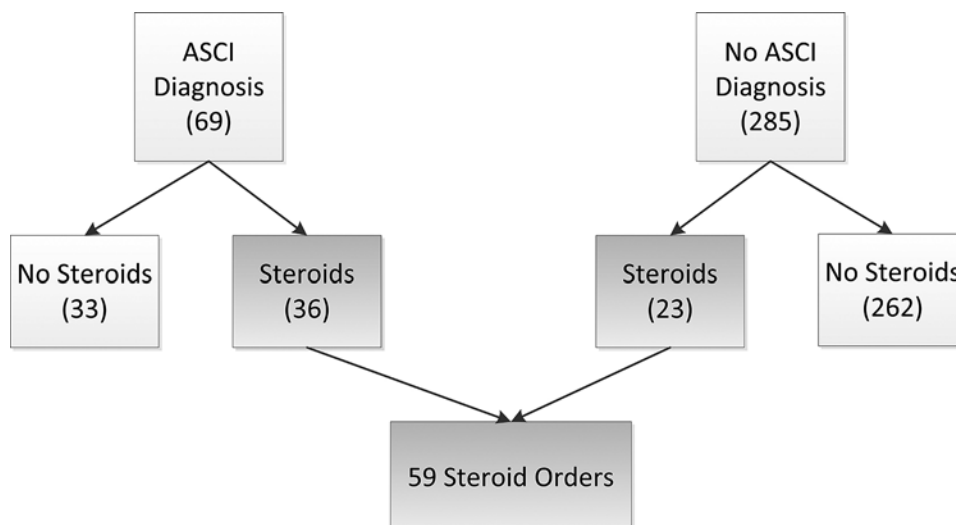 ASCI
Diagnosis
(69)
No ASCI
Diagnosis
(285)
No Steroids
(33)
Steroids
(36)
Steroids
(23)
No Steroids
(262)
59 Steroid Orders